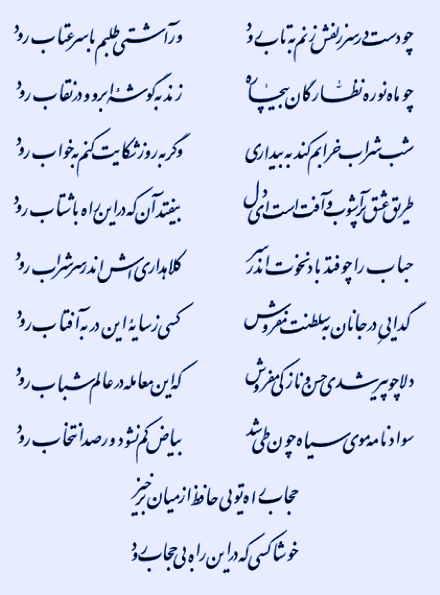 چو دست در سر زلفش زنم به تاب رود ور آشتی طلبم با سر عتاب رود
چو ماه نو ره نظارگان بیچاره زند به گوشهٔ ابرو و در نقاب رود
شب شراب خرابم کند به بیداری وگر به روز شکایت کنم به خواب رود
طریق عشق پرآشوب و آفت است ای دل بیفتد آن که در این راه با شتاب رود
حباب را چو فتد باد نخوت اندر سر کلاه‌داری‌اش اندر سر شراب رود
گدایی در جانان به سلطنت مفروش کسی ز سایهٔ این در به آفتاب رود
دلا چو پیر شدی حسن و نازکی مفروش که این معامله در عالم شباب رود
سواد نامه موی سیاه چون طی شد بیاض کم نشود ور صد انتخاب رود
حجاب راه تویی حافظ از میان برخیز
خوشا کسی که در این راه بی‌حجاب رود